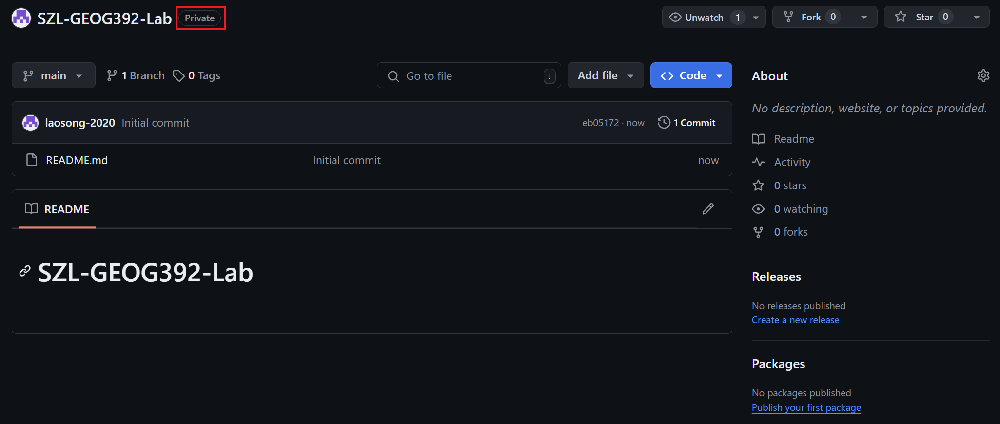 SZL-GEOG392-Lab Private Unwatch 1 Fork 0 Star 0
main 1 Branch 0 Tags Go to file t Add file Code
laosong-2020 Initial commit eb05172 · now 1 Commit
README.md Initial commit now
README
SZL-GEOG392-Lab
About
No description, website, or topics provided.
Readme
Activity
0 stars
0 watching
0 forks
Releases
No releases published
Create a new release
Packages
No packages published
Publish your first package